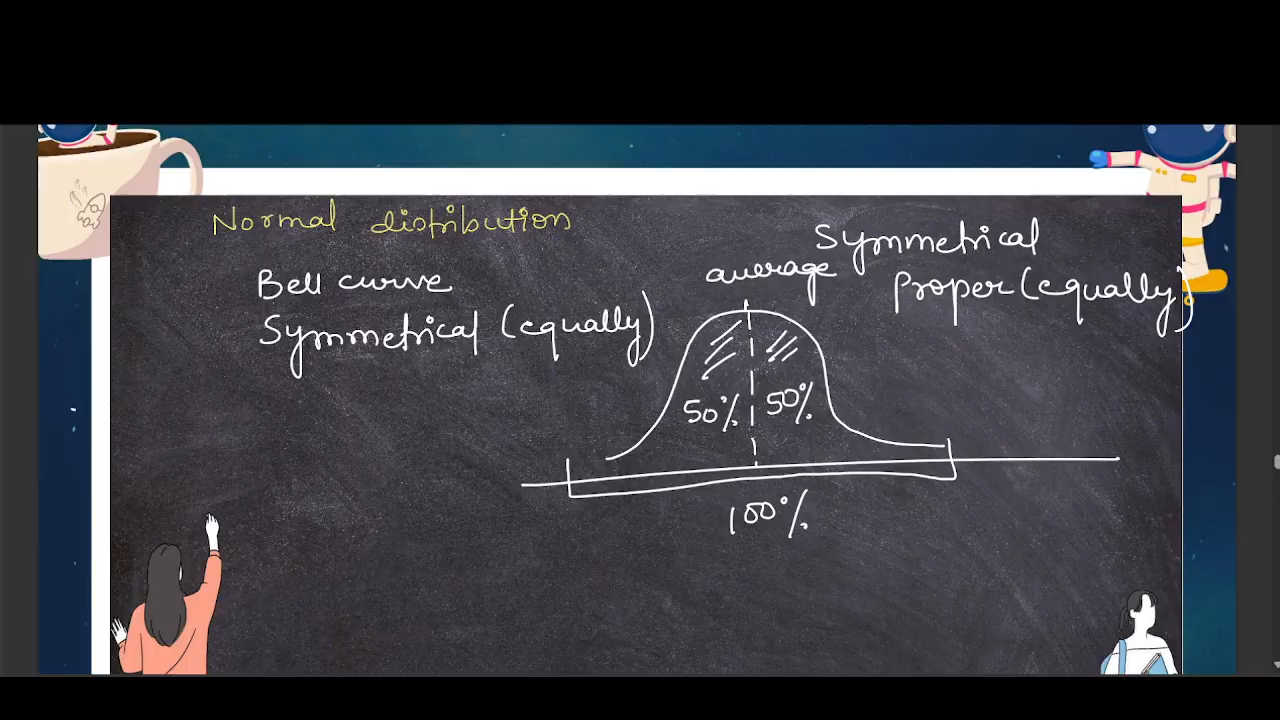 Normal distribution
Bell curve
Symmetrical (equally)
Symmetrical
average
Proper (equally)
50% 50%
100%